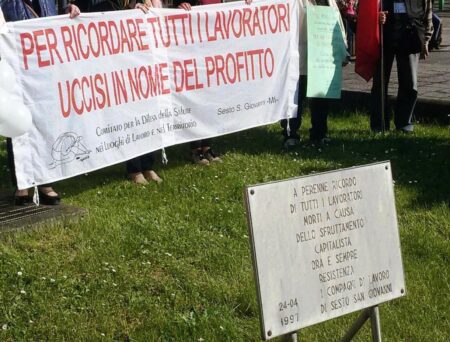 PER RICORDARE TUTTI I LAVORATORI
UCCISI IN NOME DEL PROFITTO
Comitato per la Difesa della Salute
nei Luoghi di Lavoro e nel Territorio
Sesto S. Giovanni -Mi-
A PERENNE RICORDO
DI TUTTI I LAVORATORI
MORTI A CAUSA
DELLO SFRUTTAMENTO
CAPITALISTA
ORA E SEMPRE
RESISTENZA
I COMPAGNI DI LAVORO
DI SESTO SAN GIOVANNI
24-04
1997